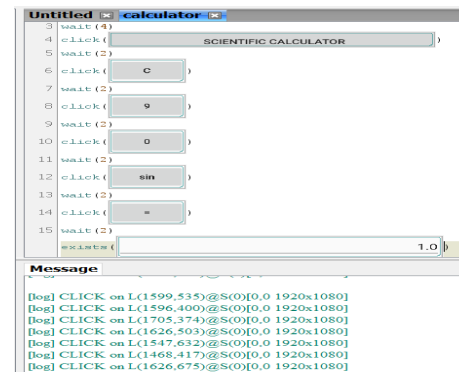 Untitled calculator
3 wait(4)
4 click( SCIENTIFIC CALCULATOR )
5 wait(2)
6 click( C )
7 wait(2)
8 click( 9 )
9 wait(2)
10 click( 0 )
11 wait(2)
12 click( sin )
13 wait(2)
14 click( = )
15 wait(2)
exists( 1.0 )
Message
[log] CLICK on L(1599,535)@S(0)[0,0 1920x1080]
[log] CLICK on L(1596,400)@S(0)[0,0 1920x1080]
[log] CLICK on L(1705,374)@S(0)[0,0 1920x1080]
[log] CLICK on L(1626,503)@S(0)[0,0 1920x1080]
[log] CLICK on L(1547,632)@S(0)[0,0 1920x1080]
[log] CLICK on L(1468,417)@S(0)[0,0 1920x1080]
[log] CLICK on L(1626,675)@S(0)[0,0 1920x1080]